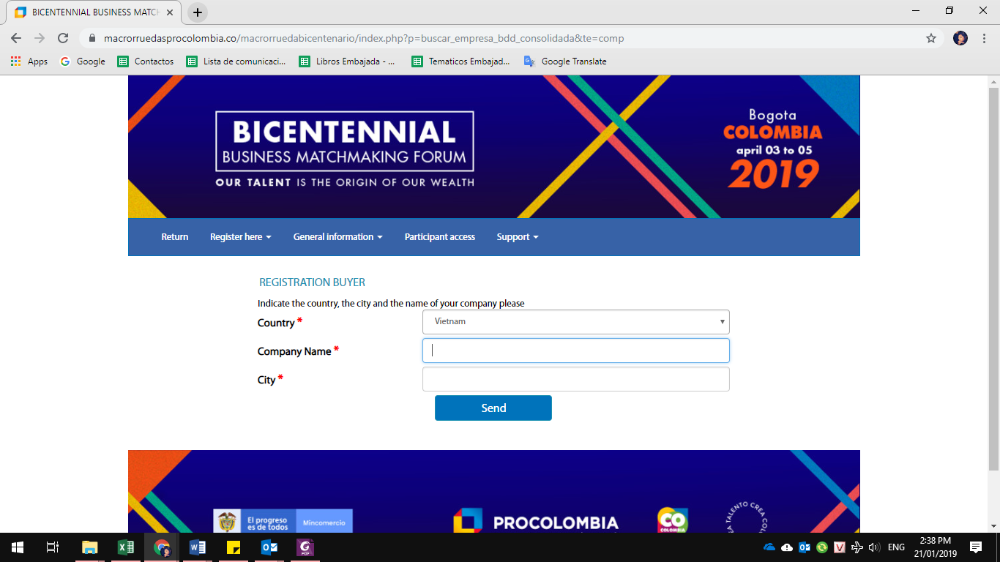 BICENTENNIAL BUSINESS MATCH
macrorruedasprocolombia.co/macrorruedabicentenario/index.php?p=buscar_empresa_bdd_consolidada&te=comp
Apps Google Contactos Lista de comunicaci... Libros Embajada - ... Tematicos Embajad... Google Translate
BICENTENNIAL
BUSINESS MATCHMAKING FORUM
OUR TALENT IS THE ORIGIN OF OUR WEALTH
Bogota
COLOMBIA
april 03 to 05
2019
Return Register here General Information Participant access Support
REGISTRATION BUYER
Indicate the country, the city and the name of your company please
Country * Vietnam
Company Name *
City *
Send
El progreso
es de todos
Mincomercio
PROCOLOMBIA
CO
COLOMBIA
TALENTO CREA
ENG
2:38 PM
21/01/2019